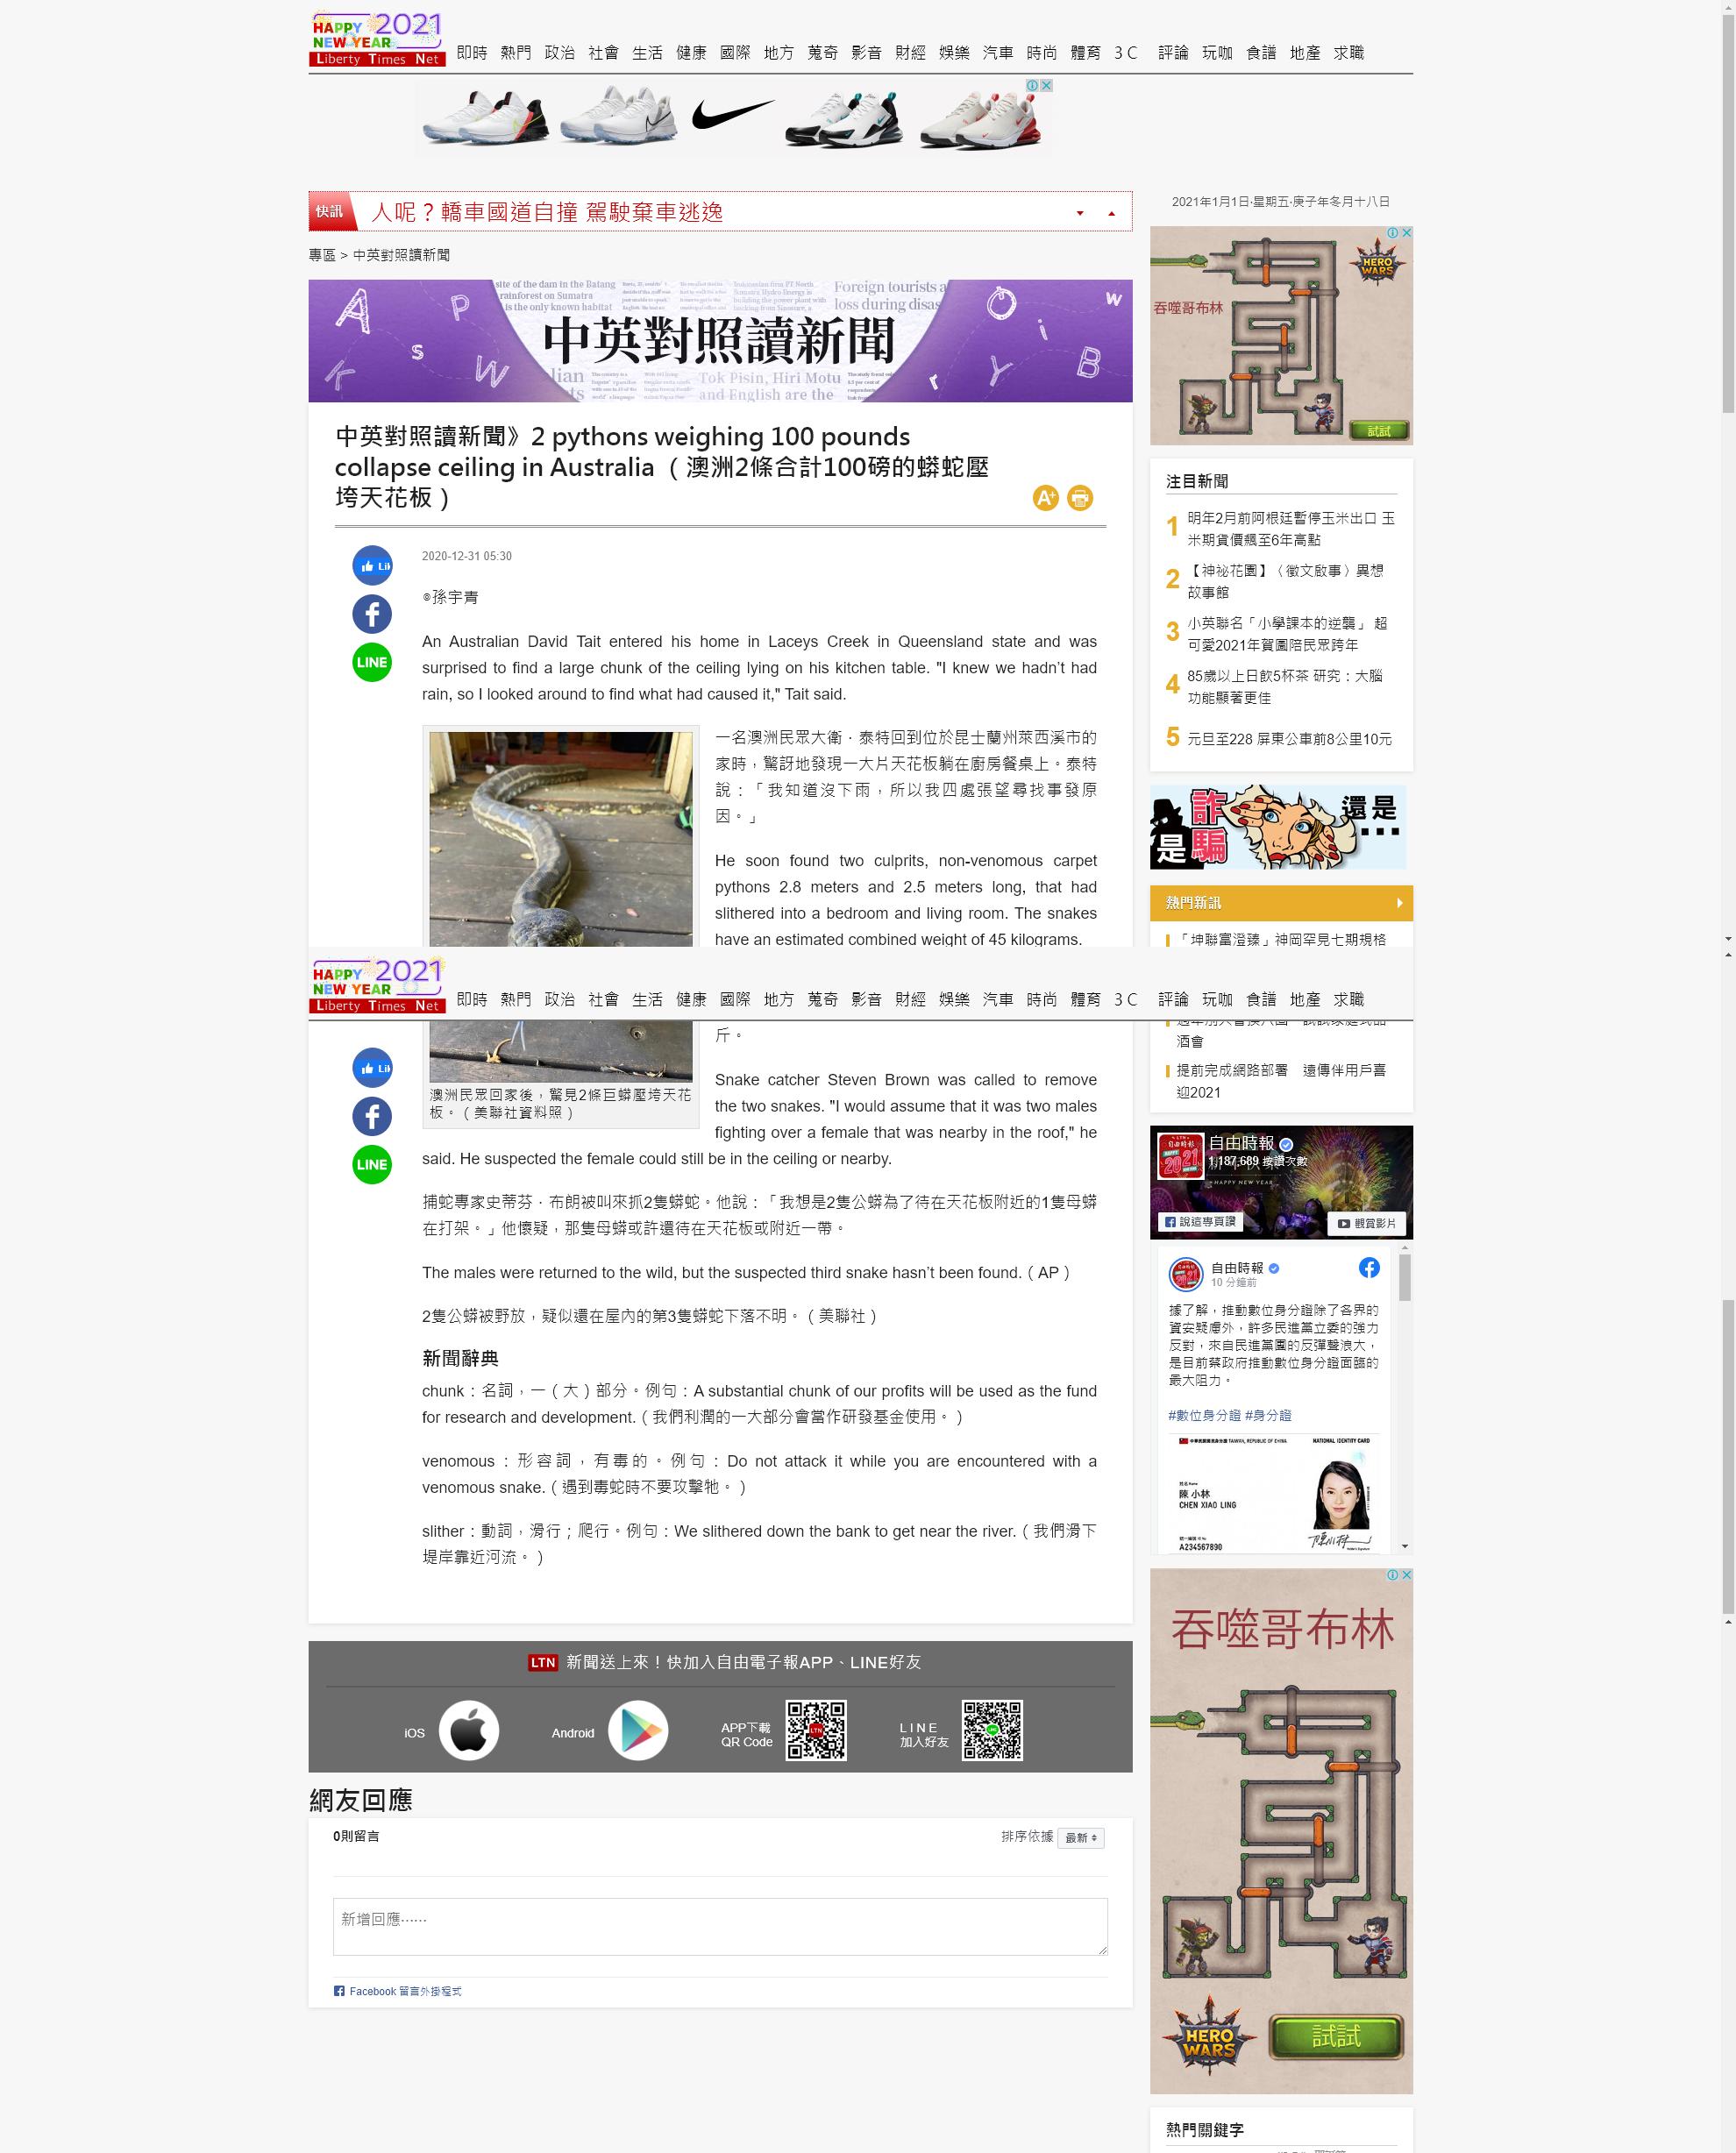 HAPPY 2021
NEW YEAR
Liberty Times Net
即時 熱門 政治 社會 生活 健康 國際 地方 蒐奇 影音 財經 娛樂 汽車 時尚 體育 3C 評論 玩咖 食譜 地產 求職
快訊
人呢？轎車國道自撞 駕駛棄車逃逸
2021年1月1日‧星期五‧庚子年冬月十八日
專區 > 中英對照讀新聞
中英對照讀新聞
中英對照讀新聞》2 pythons weighing 100 pounds
collapse ceiling in Australia （澳洲2條合計100磅的蟒蛇壓
垮天花板）
2020-12-31 05:30
LINE
◎孫宇青
An Australian David Tait entered his home in Laceys Creek in Queensland state and was
surprised to find a large chunk of the ceiling lying on his kitchen table. "I knew we hadn’t had
rain, so I looked around to find what had caused it," Tait said.
一名澳洲民眾大衛．泰特回到位於昆士蘭州萊西溪市的
家時，驚訝地發現一大片天花板躺在廚房餐桌上。泰特
說：「我知道沒下雨，所以我四處張望尋找事發原
因。」
He soon found two culprits, non-venomous carpet
pythons 2.8 meters and 2.5 meters long, that had
slithered into a bedroom and living room. The snakes
have an estimated combined weight of 45 kilograms.
HERO WARS
吞噬哥布林
試試
注目新聞
1 明年2月前阿根廷暫停玉米出口 玉
米期貨價飆至6年高點
2 【神祕花園】〈徵文啟事〉異想
故事館
3 小英聯名「小學課本的逆襲」 超
可愛2021年賀圖陪民眾跨年
4 85歲以上日飲5杯茶 研究：大腦
功能顯著更佳
5 元旦至228 屏東公車前8公里10元
是詐騙還是...
熱門新訊
「坤聯富澄臻」神岡罕見七期規格
HAPPY 2021
NEW YEAR
Liberty Times Net
即時 熱門 政治 社會 生活 健康 國際 地方 蒐奇 影音 財經 娛樂 汽車 時尚 體育 3C 評論 玩咖 食譜 地產 求職
斤。
澳洲民眾回家後，驚見2條巨蟒壓垮天花
板。（美聯社資料照）
LINE
Snake catcher Steven Brown was called to remove
the two snakes. "I would assume that it was two males
fighting over a female that was nearby in the roof," he
said. He suspected the female could still be in the ceiling or nearby.
捕蛇專家史蒂芬．布朗被叫來抓2隻蟒蛇。他說：「我想是2隻公蟒為了待在天花板附近的1隻母蟒
在打架。」他懷疑，那隻母蟒或許還待在天花板或附近一帶。
The males were returned to the wild, but the suspected third snake hasn’t been found.（AP）
2隻公蟒被野放，疑似還在屋內的第3隻蟒蛇下落不明。（美聯社）
新聞辭典
chunk：名詞，一（大）部分。例句：A substantial chunk of our profits will be used as the fund
for research and development.（我們利潤的一大部分會當作研發基金使用。）
venomous：形容詞，有毒的。例句：Do not attack it while you are encountered with a
venomous snake.（遇到毒蛇時不要攻擊牠。）
slither：動詞，滑行；爬行。例句：We slithered down the bank to get near the river.（我們滑下
堤岸靠近河流。）
酒會
提前完成網路部署 遠傳伴用戶喜
迎2021
自由時報
1,187,689 按讚次數
HAPPY NEW YEAR
說這專頁讚
觀賞影片
自由時報
10 分鐘前
據了解，推動數位身分證除了各界的
資安疑慮外，許多民進黨立委的強力
反對，來自民進黨團的反彈聲浪大，
是目前蔡政府推動數位身分證面臨的
最大阻力。
#數位身分證 #身分證
中華民國國民身分證 TAIWAN, REPUBLIC OF CHINA NATIONAL IDENTITY CARD
陳 小林
CHEN XIAO LING
A234567890
LTN 新聞送上來！快加入自由電子報APP、LINE好友
iOS
Android
APP下載
QR Code
LINE
加入好友
網友回應
0則留言
排序依據 最新
新增回應......
Facebook 留言外掛程式
吞噬哥布林
HERO WARS
試試
熱門關鍵字